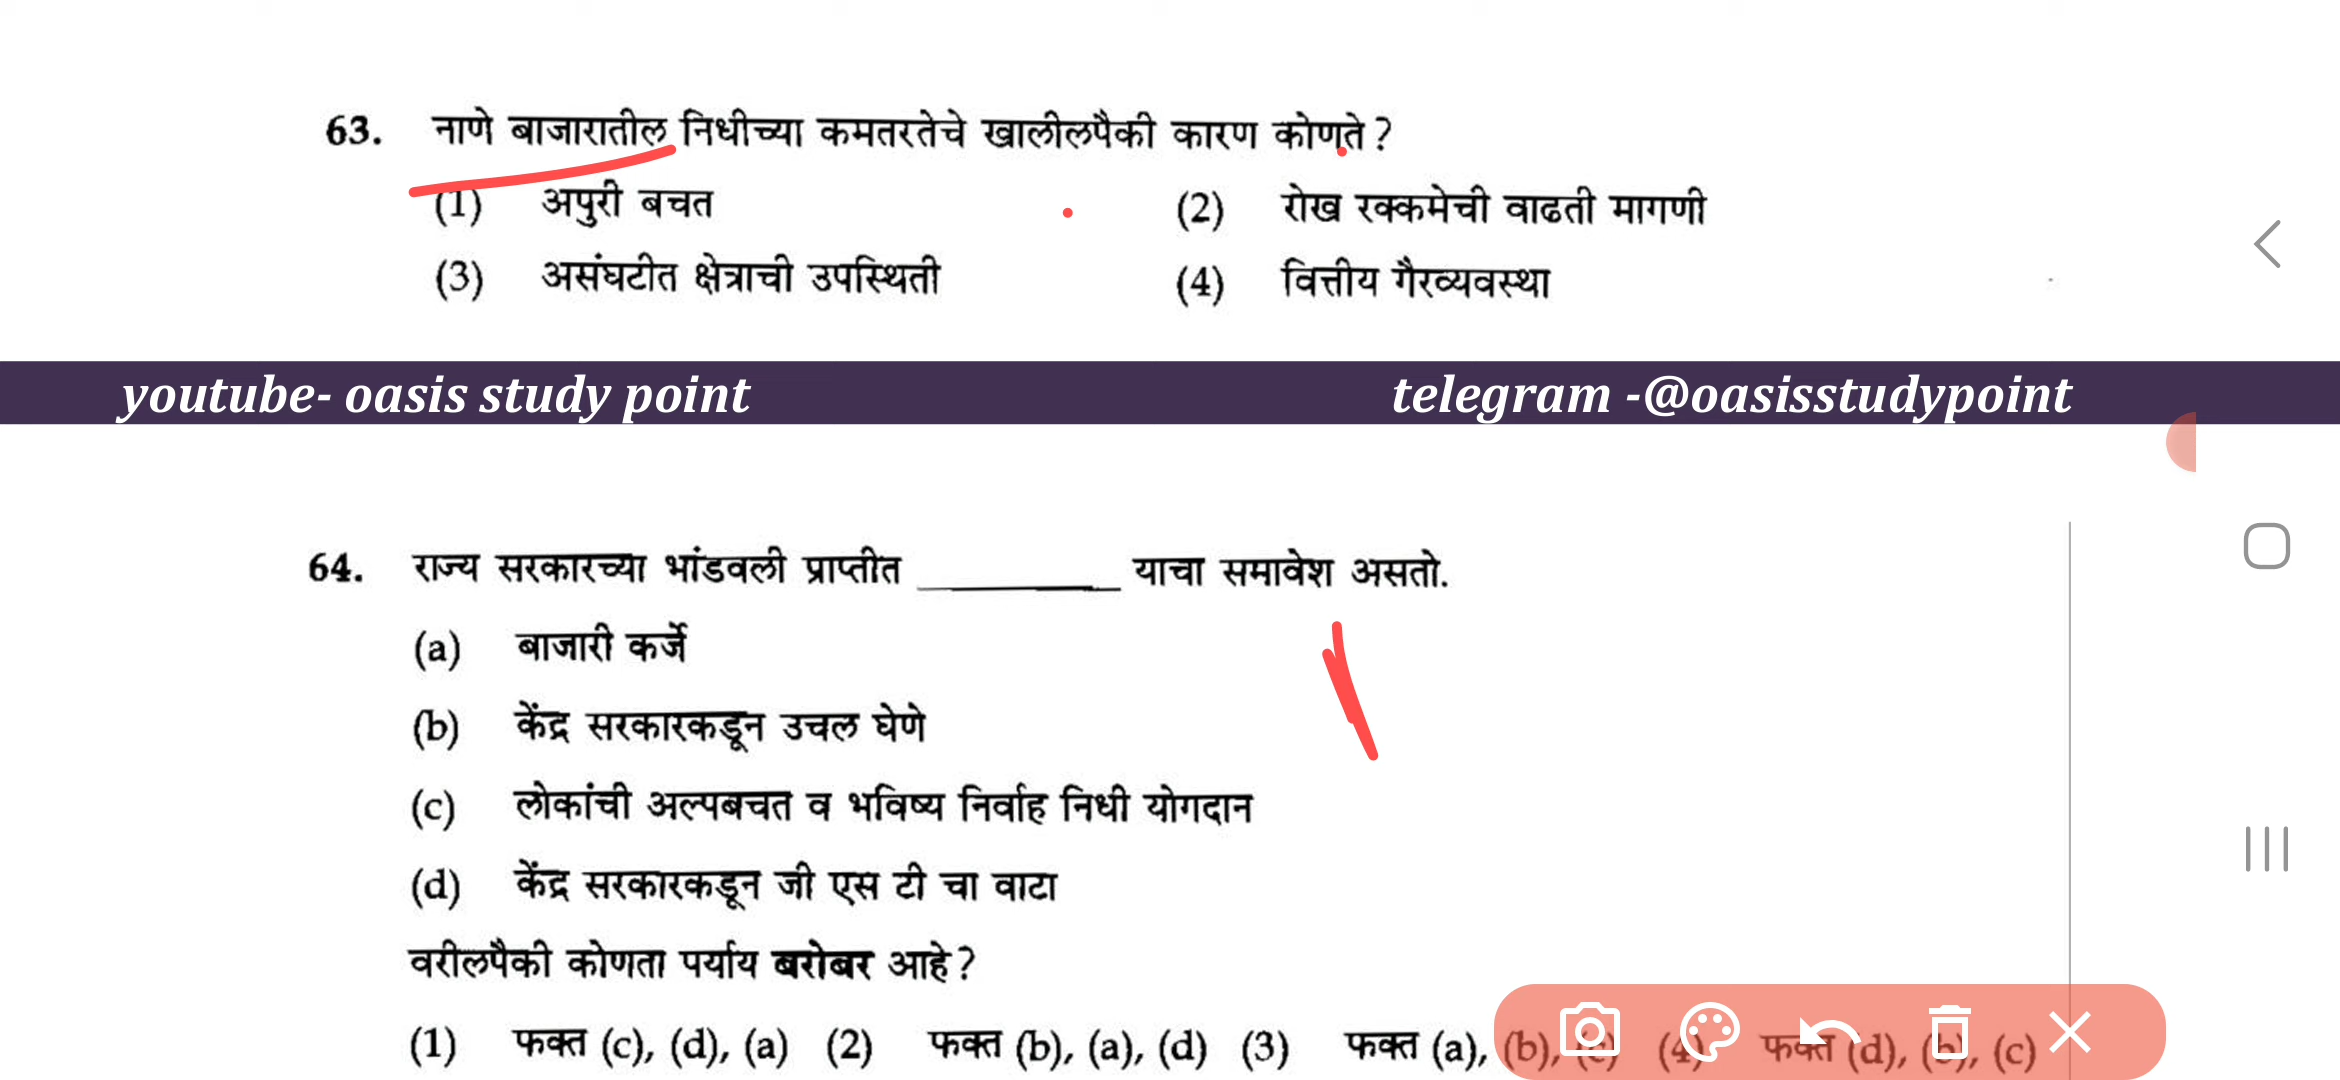 63. नाणे बाजारातील निधीच्या कमतरतेचे खालीलपैकी कारण कोणते ?
(1) अपुरी बचत (2) रोख रक्कमेची वाढती मागणी
(3) असंघटीत क्षेत्राची उपस्थिती (4) वित्तीय गैरव्यवस्था
youtube- oasis study point telegram -@oasisstudypoint
64. राज्य सरकारच्या भांडवली प्राप्तीत ________ याचा समावेश असतो.
(a) बाजारी कर्जे
(b) केंद्र सरकारकडून उचल घेणे
(c) लोकांची अल्पबचत व भविष्य निर्वाह निधी योगदान
(d) केंद्र सरकारकडून जी एस टी चा वाटा
वरीलपैकी कोणता पर्याय बरोबर आहे ?
(1) फक्त (c), (d), (a) (2) फक्त (b), (a), (d) (3) फक्त (a), (b), (c) (4) फक्त (d), (b), (c)